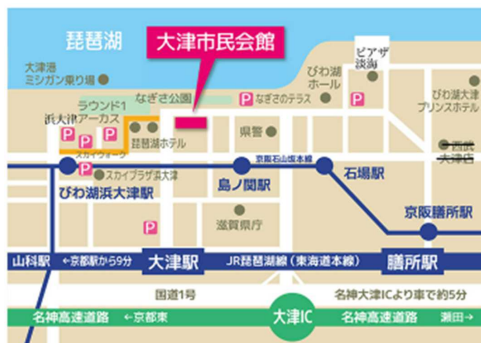 琵琶湖
大津市民会館
ピアザ
淡海
大津港
ミシガン乗り場
なぎさ公園
なぎさのテラス
びわ湖
ホール
びわ湖大津
プリンスホテル
ラウンド1
浜大津アーカス
P
P
P
P
P
P
P
P
スカイウォーク
琵琶湖ホテル
県警
西武
大津店
スカイプラザ浜大津
京阪石山坂本線
びわ湖浜大津駅
島ノ関駅
石場駅
滋賀県庁
京阪膳所駅
山科駅
←京都駅から9分
大津駅
JR琵琶湖線(東海道本線)
膳所駅
国道1号
名神大津ICより車で約5分
名神高速道路
←京都東
大津IC
名神高速道路
瀬田→